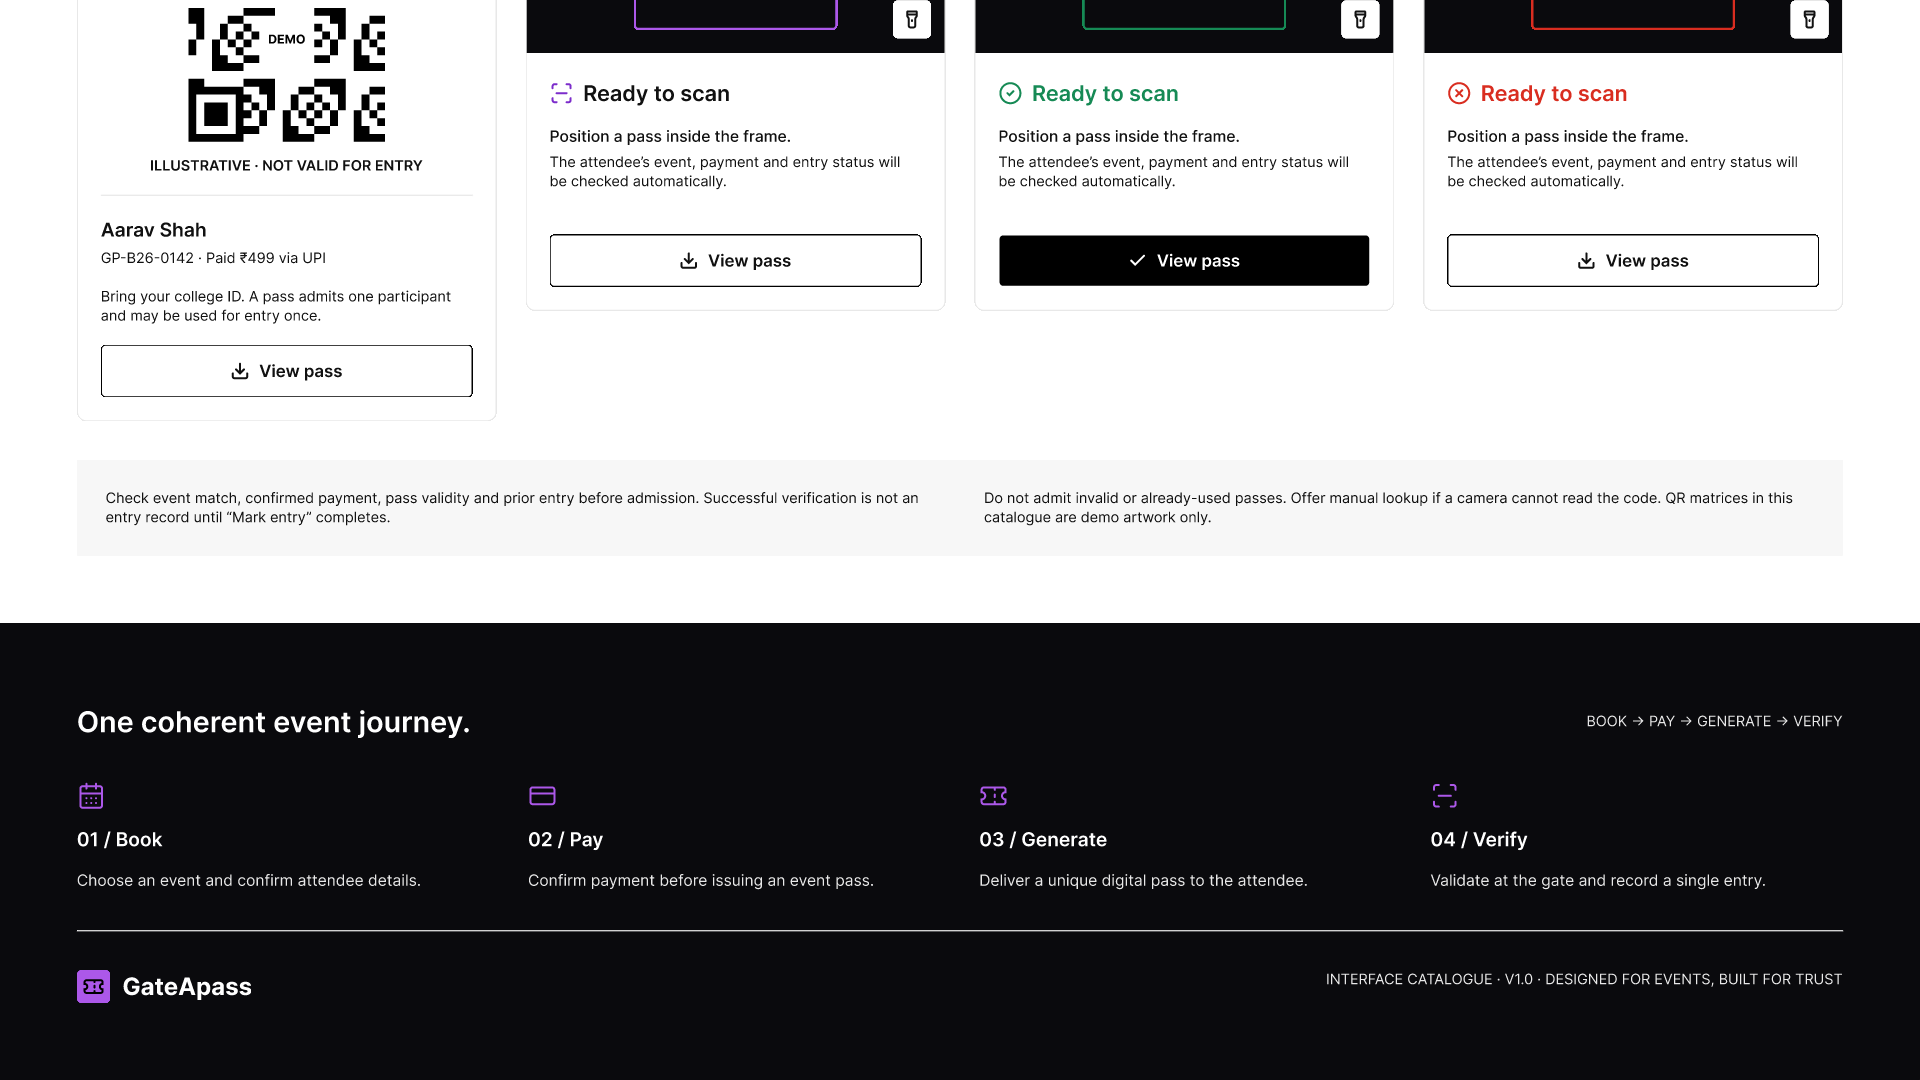 DEMO
ILLUSTRATIVE · NOT VALID FOR ENTRY
Aarav Shah
GP-B26-0142 · Paid ₹499 via UPI
Bring your college ID. A pass admits one participant
and may be used for entry once.
View pass
Ready to scan
Position a pass inside the frame.
The attendee’s event, payment and entry status will
be checked automatically.
View pass
Ready to scan
Position a pass inside the frame.
The attendee’s event, payment and entry status will
be checked automatically.
View pass
Ready to scan
Position a pass inside the frame.
The attendee’s event, payment and entry status will
be checked automatically.
View pass
Check event match, confirmed payment, pass validity and prior entry before admission. Successful verification is not an
entry record until “Mark entry” completes.
Do not admit invalid or already-used passes. Offer manual lookup if a camera cannot read the code. QR matrices in this
catalogue are demo artwork only.
One coherent event journey.
BOOK → PAY → GENERATE → VERIFY
01 / Book
Choose an event and confirm attendee details.
02 / Pay
Confirm payment before issuing an event pass.
03 / Generate
Deliver a unique digital pass to the attendee.
04 / Verify
Validate at the gate and record a single entry.
GateApass
INTERFACE CATALOGUE · V1.0 · DESIGNED FOR EVENTS, BUILT FOR TRUST